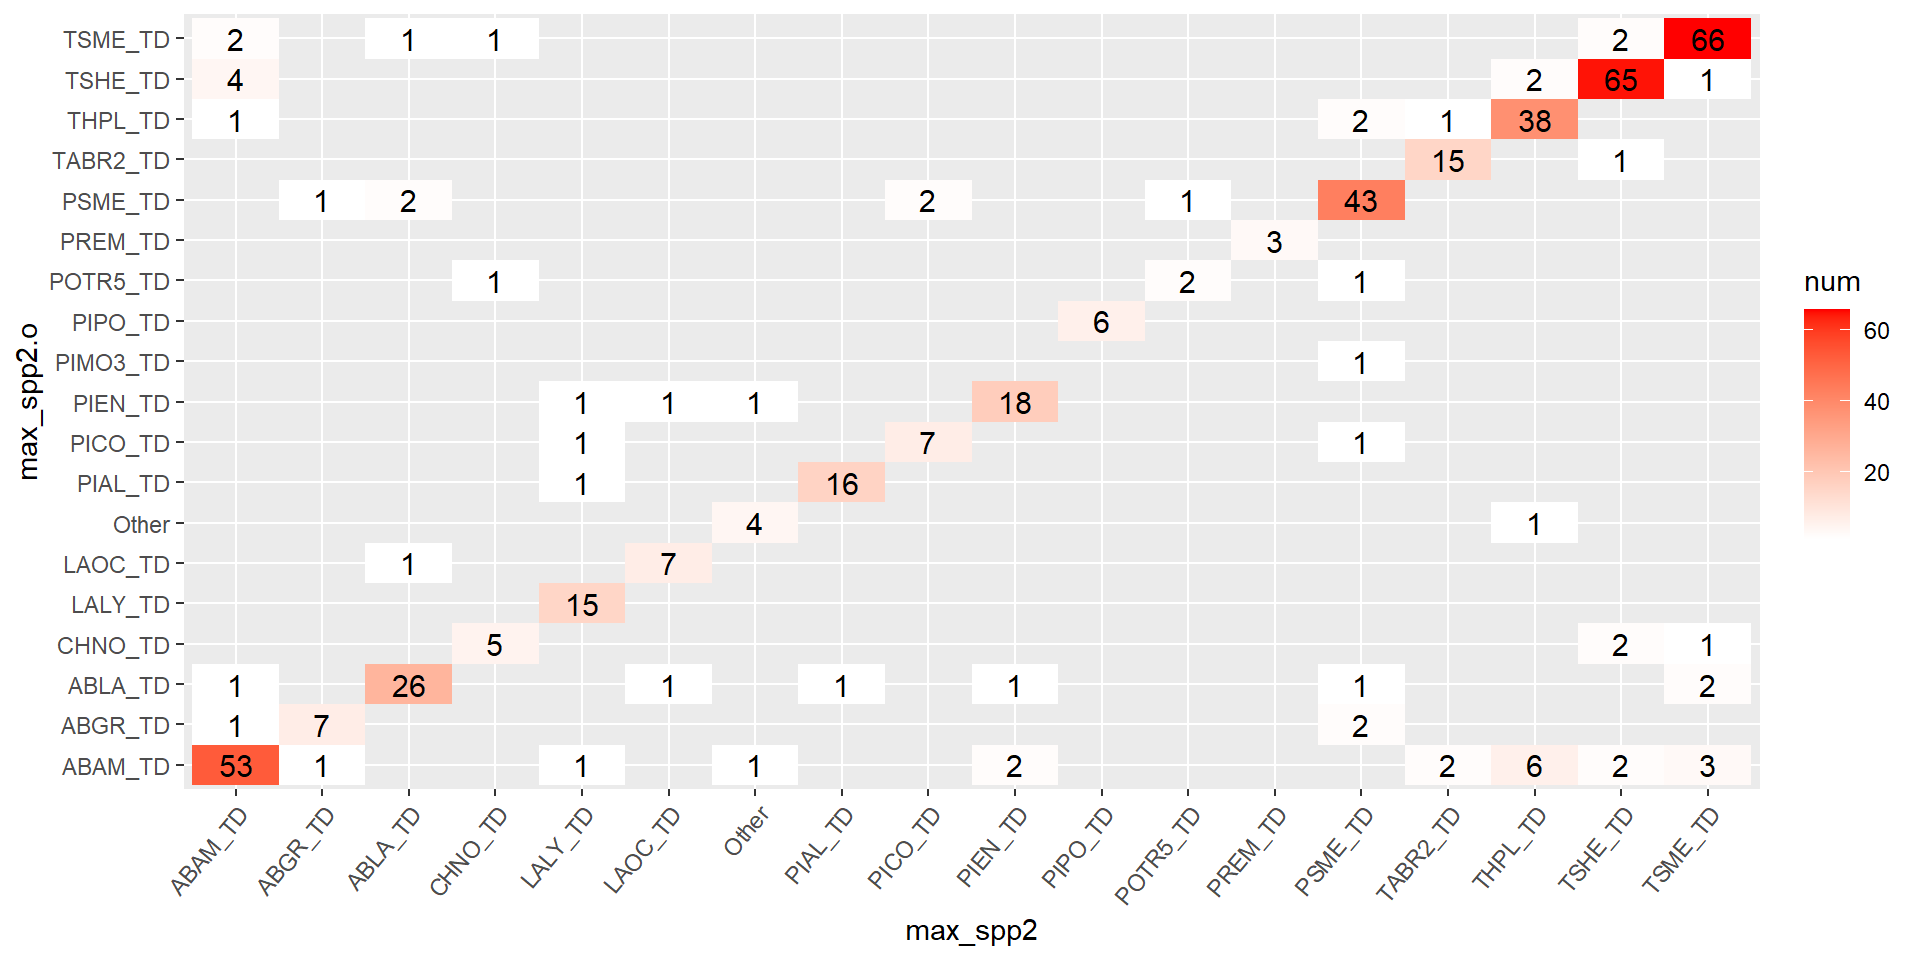 TSME_TD 2 1 1 2 66
TSHE_TD 4 2 65 1
THPL_TD 1 2 1 38
TABR2_TD 15 1
PSME_TD 1 2 2 1 43
PREM_TD 3
POTR5_TD 1 2 1
PIPO_TD 6
PIMO3_TD 1
PIEN_TD 1 1 1 18
PICO_TD 1 7 1
PIAL_TD 1 16
Other 4 1
LAOC_TD 1 7
LALY_TD 15
CHNO_TD 5 2 1
ABLA_TD 1 26 1 1 1 1 2
ABGR_TD 1 7 2
ABAM_TD 53 1 1 1 2 2 6 2 3
max_spp2.o
ABAM_TD ABGR_TD ABLA_TD CHNO_TD LALY_TD LAOC_TD Other PIAL_TD PICO_TD PIEN_TD PIPO_TD POTR5_TD PREM_TD PSME_TD TABR2_TD THPL_TD TSHE_TD TSME_TD
max_spp2
num
60
40
20